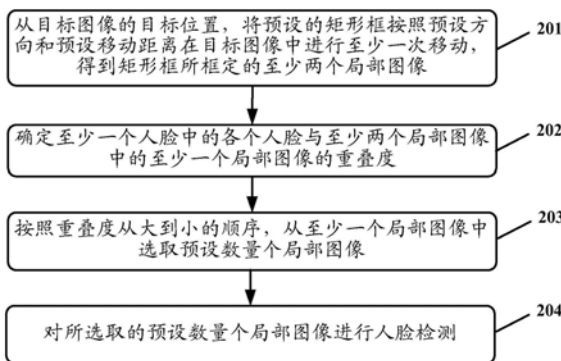 从目标图像的目标位置，将预设的矩形框按照预设方
向和预设移动距离在目标图像中进行至少一次移动，
得到矩形框所框定的至少两个局部图像
201
确定至少一个人脸中的各个人脸与至少两个局部图像
中的至少一个局部图像的重叠度
202
按照重叠度从大到小的顺序，从至少一个局部图像中
选取预设数量个局部图像
203
对所选取的预设数量个局部图像进行人脸检测
204